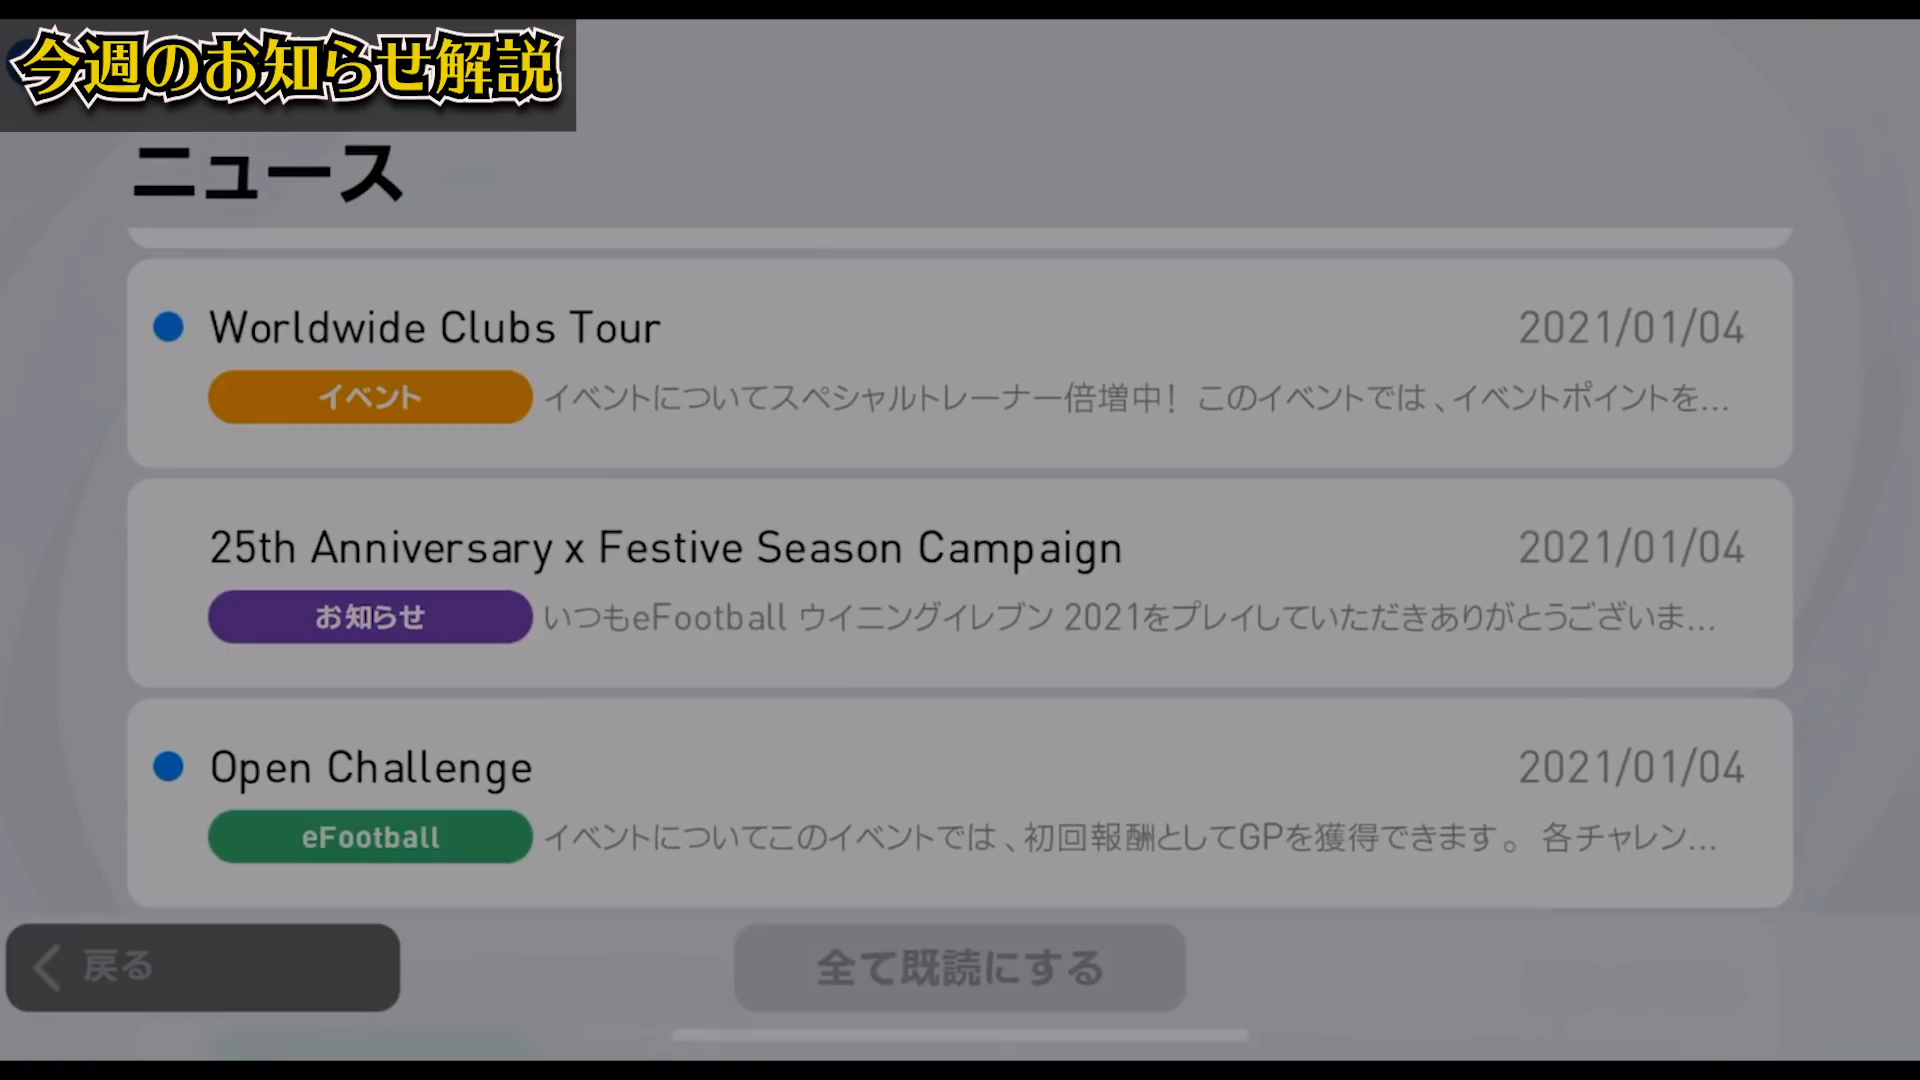 今週のお知らせ解説
ニュース
Worldwide Clubs Tour 2021/01/04
イベント イベントについてスペシャルトレーナー倍増中! このイベントでは、イベントポイントを...
25th Anniversary x Festive Season Campaign 2021/01/04
お知らせ いつもeFootball ウイニングイレブン 2021をプレイしていただきありがとうございま...
Open Challenge 2021/01/04
eFootball イベントについてこのイベントでは、初回報酬としてGPを獲得できます。 各チャレン...
戻る 全て既読にする